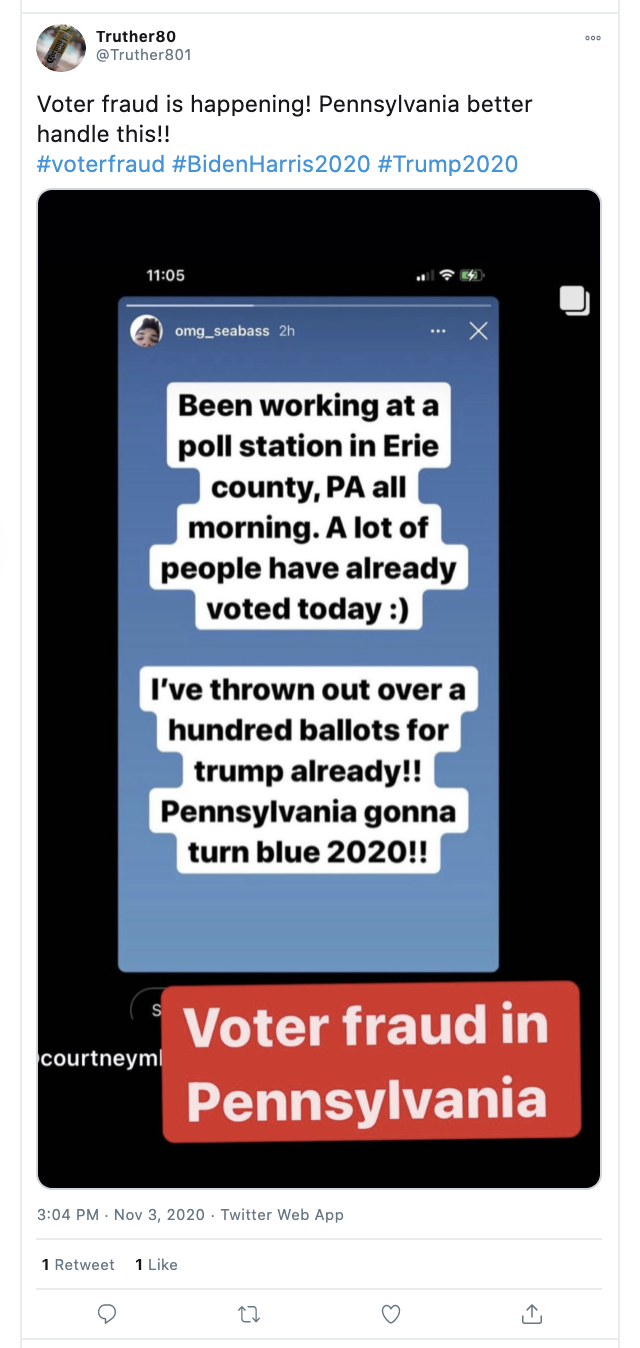 Truther80
@Truther801
Voter fraud is happening! Pennsylvania better
handle this!!
#voterfraud #BidenHarris2020 #Trump2020
11:05
omg_seabass 2h
Been working at a
poll station in Erie
county, PA all
morning. A lot of
people have already
voted today :)
I've thrown out over a
hundred ballots for
trump already!!
Pennsylvania gonna
turn blue 2020!!
S
courtneyml
Voter fraud in
Pennsylvania
3:04 PM · Nov 3, 2020 · Twitter Web App
1 Retweet 1 Like